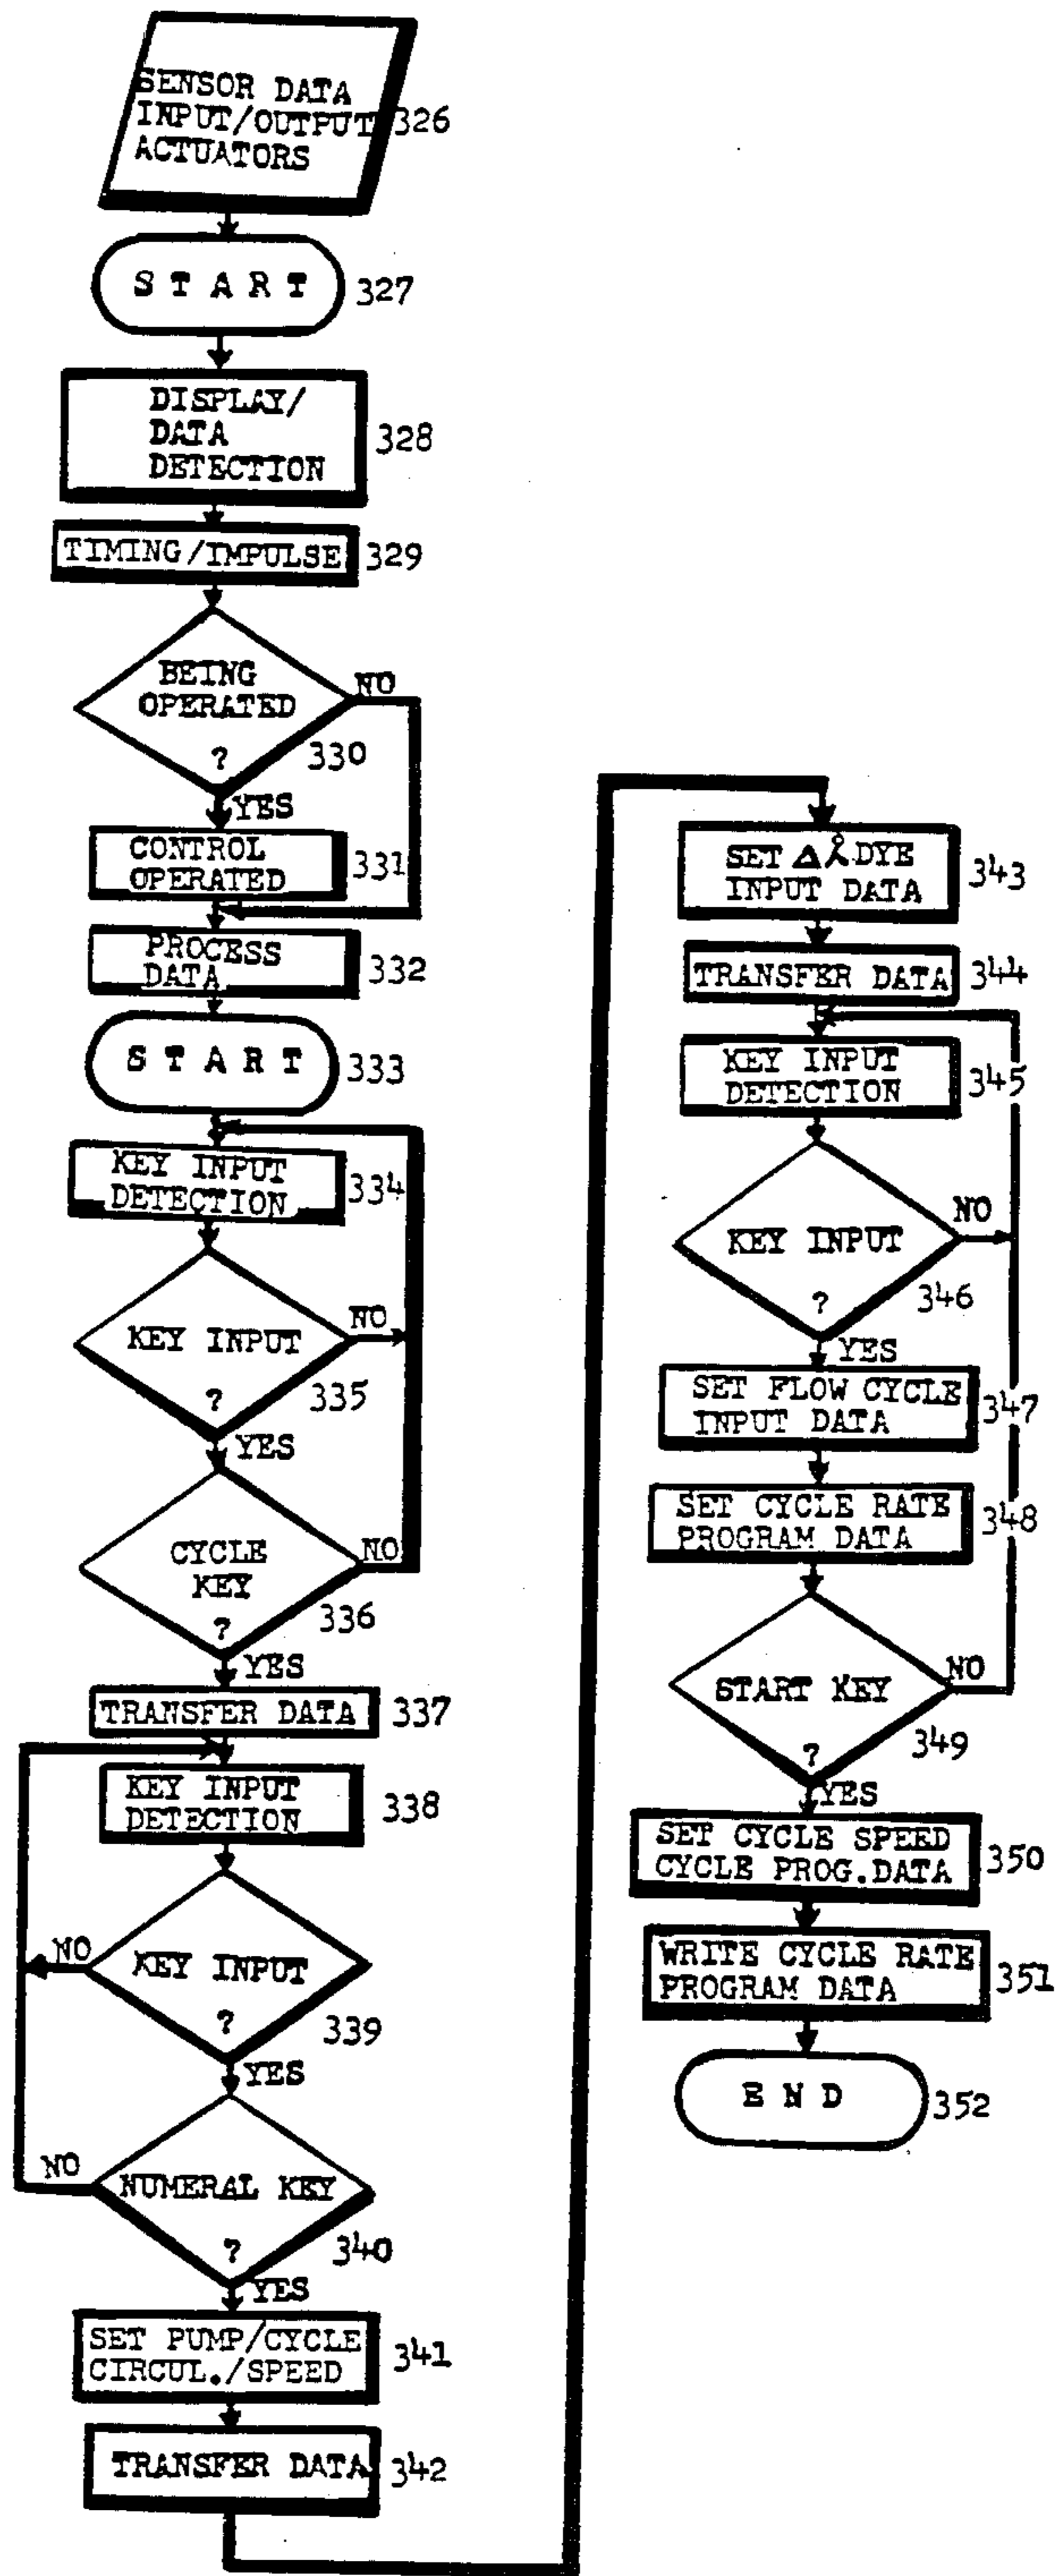 SENSOR DATA
INPUT/OUTPUT
ACTUATORS
326
START
327
DISPLAY/
DATA
DETECTION
328
TIMING/IMPULSE
329
BEING
OPERATED
?
330
NO
YES
CONTROL
OPERATED
331
PROCESS
DATA
332
START
333
KEY INPUT
DETECTION
334
KEY INPUT
?
335
NO
YES
CYCLE
KEY
?
336
NO
YES
TRANSFER DATA
337
KEY INPUT
DETECTION
338
KEY INPUT
?
339
NO
YES
NUMERAL KEY
?
340
NO
YES
SET PUMP/CYCLE
CIRCUL./SPEED
341
TRANSFER DATA
342
SET Δ DYE
INPUT DATA
343
TRANSFER DATA
344
KEY INPUT
DETECTION
345
KEY INPUT
?
346
NO
YES
SET FLOW CYCLE
INPUT DATA
347
SET CYCLE RATE
PROGRAM DATA
348
START KEY
?
349
NO
YES
SET CYCLE SPEED
CYCLE PROG.DATA
350
WRITE CYCLE RATE
PROGRAM DATA
351
END
352